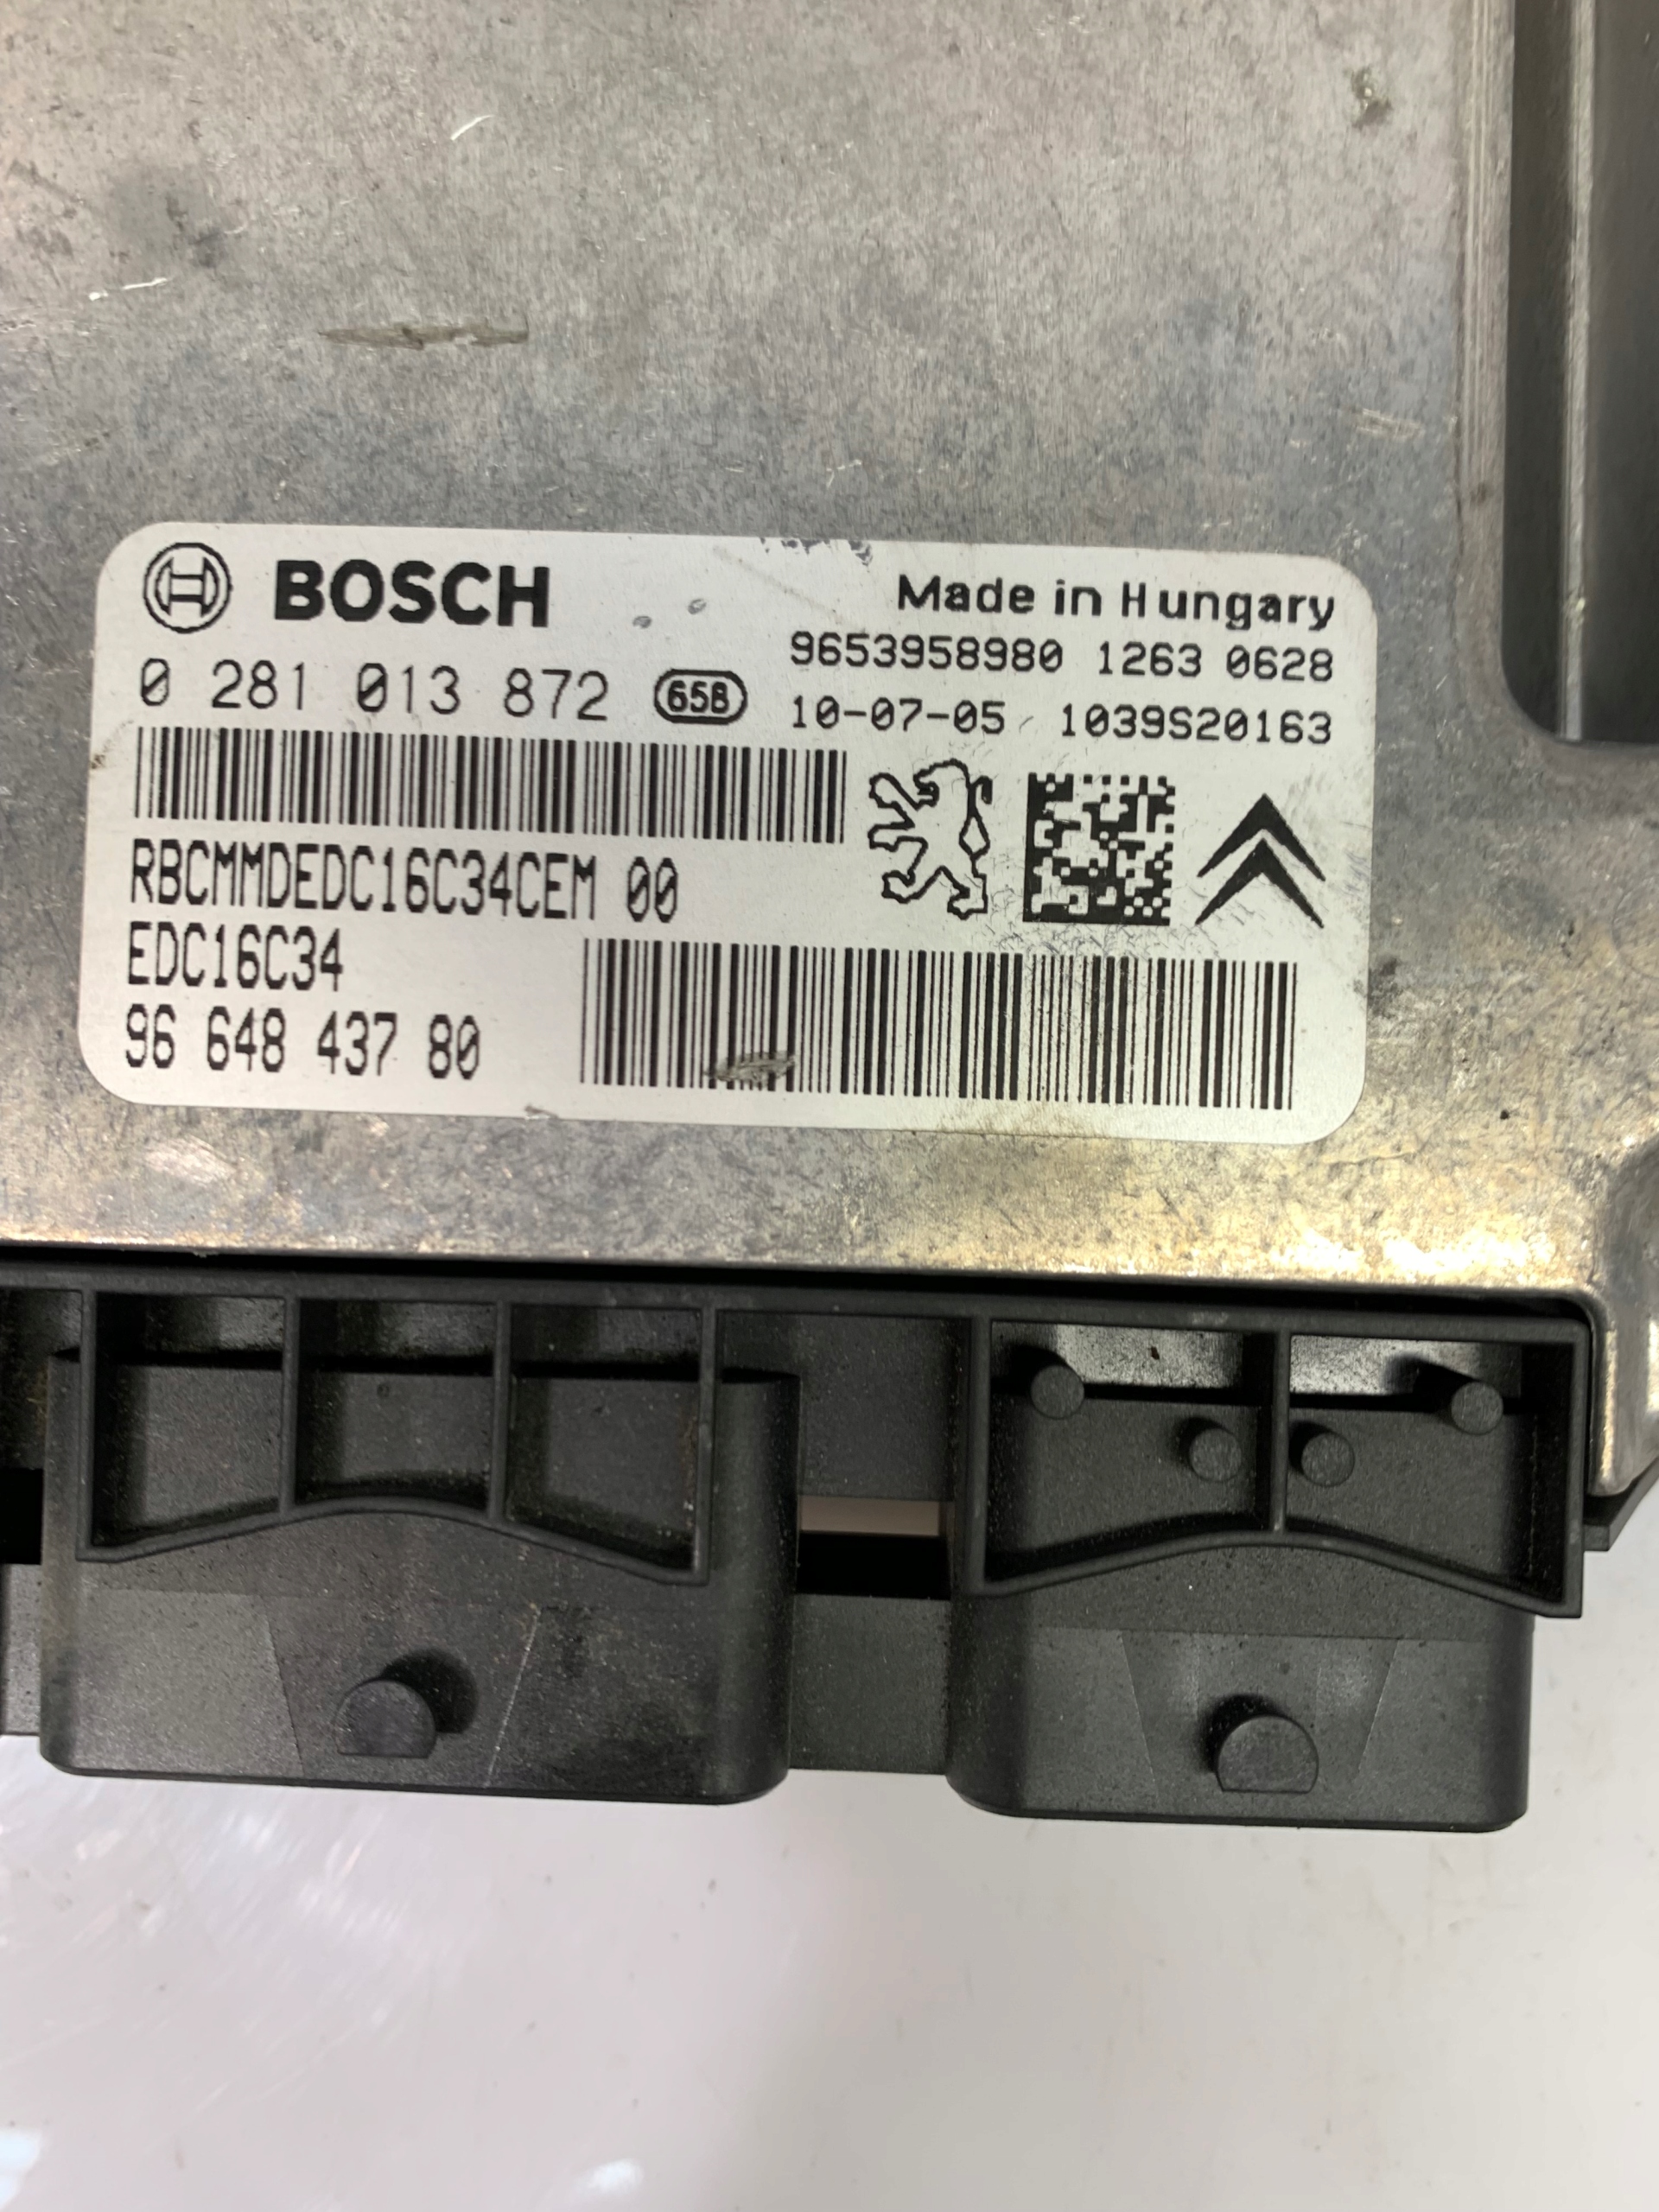 BOSCH
Made in Hungary
9653958980 1263 0628
0 281 013 872 658
10-07-05 1039S20163
RBCMMDEDC16C34CEM 00
EDC16C34
96 648 437 80